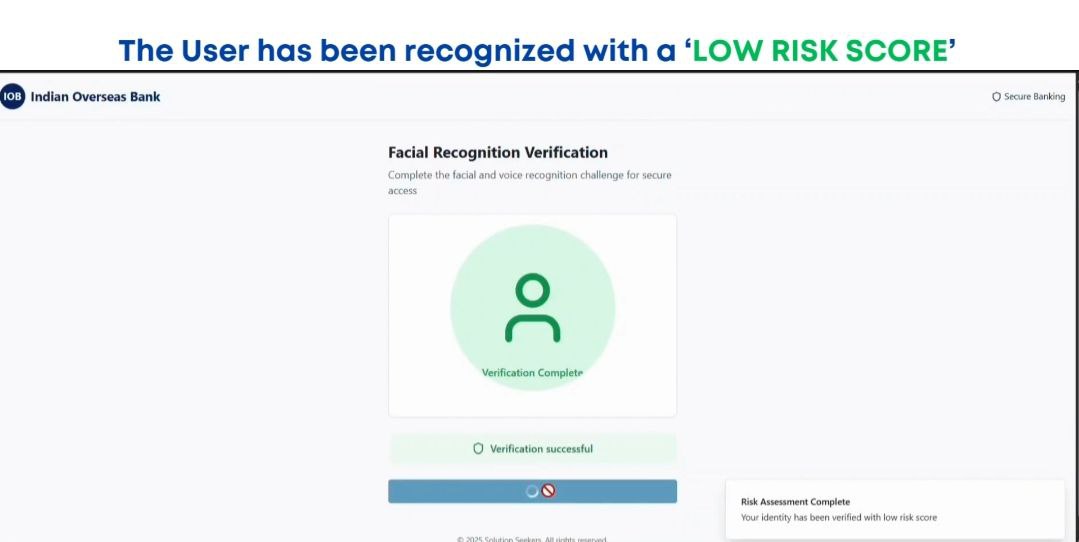 The User has been recognized with a ‘LOW RISK SCORE’
IOB Indian Overseas Bank
Secure Banking
Facial Recognition Verification
Complete the facial and voice recognition challenge for secure
access
Verification Complete
Verification successful
Risk Assessment Complete
Your identity has been verified with low risk score
© 2025 Solution Seekers. All rights reserved.